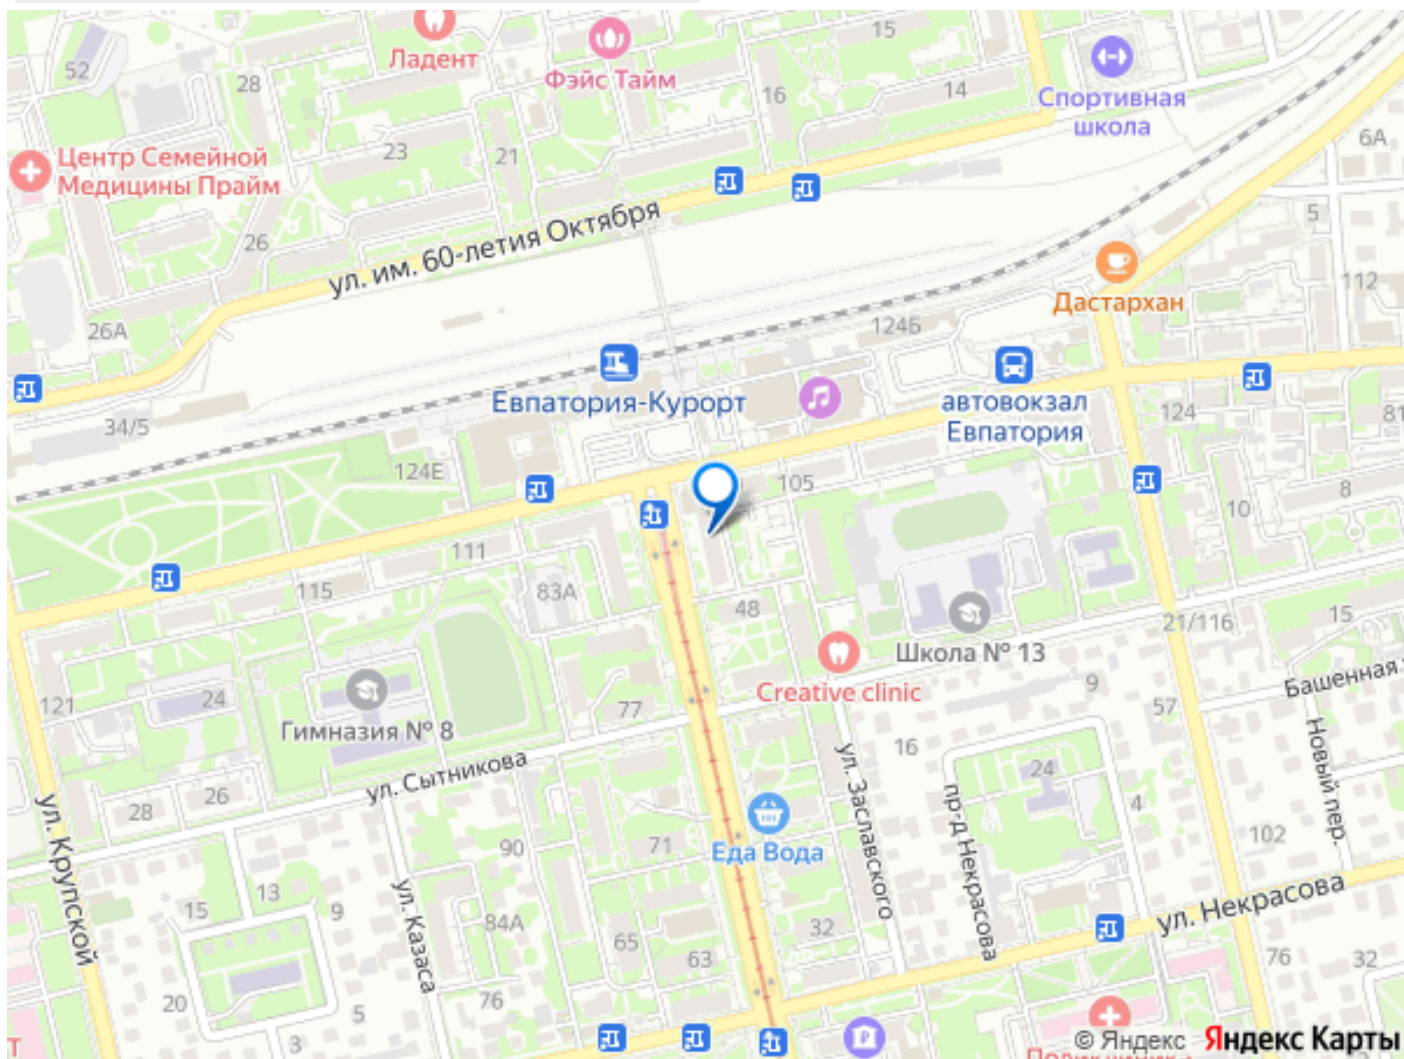 15
52
28
Ладент
Фэйс Тайм
16
14
Спортивная
школа
6А
Центр Семейной
Медицины Прайм
23
21
5
26
ул. им. 60-летия Октября
112
Дастархан
26А
124Б
Евпатория-Курорт
автовокзал
Евпатория
124
81
34/5
124Е
105
8
10
111
115
83А
48
21/116
15
Школа № 13
Creative clinic
9
57
Башенная
121
24
77
Гимназия № 8
16
24
4
Новый пер.
ул. Сытникова
ул. Заславского
пр-д Некрасова
28
26
ул. Крупской
90
71
Еда Вода
102
ул. Некрасова
13
15
9
ул. Казаса
84А
65
63
32
76
32
20
5
76
3
© Яндекс Яндекс Карты